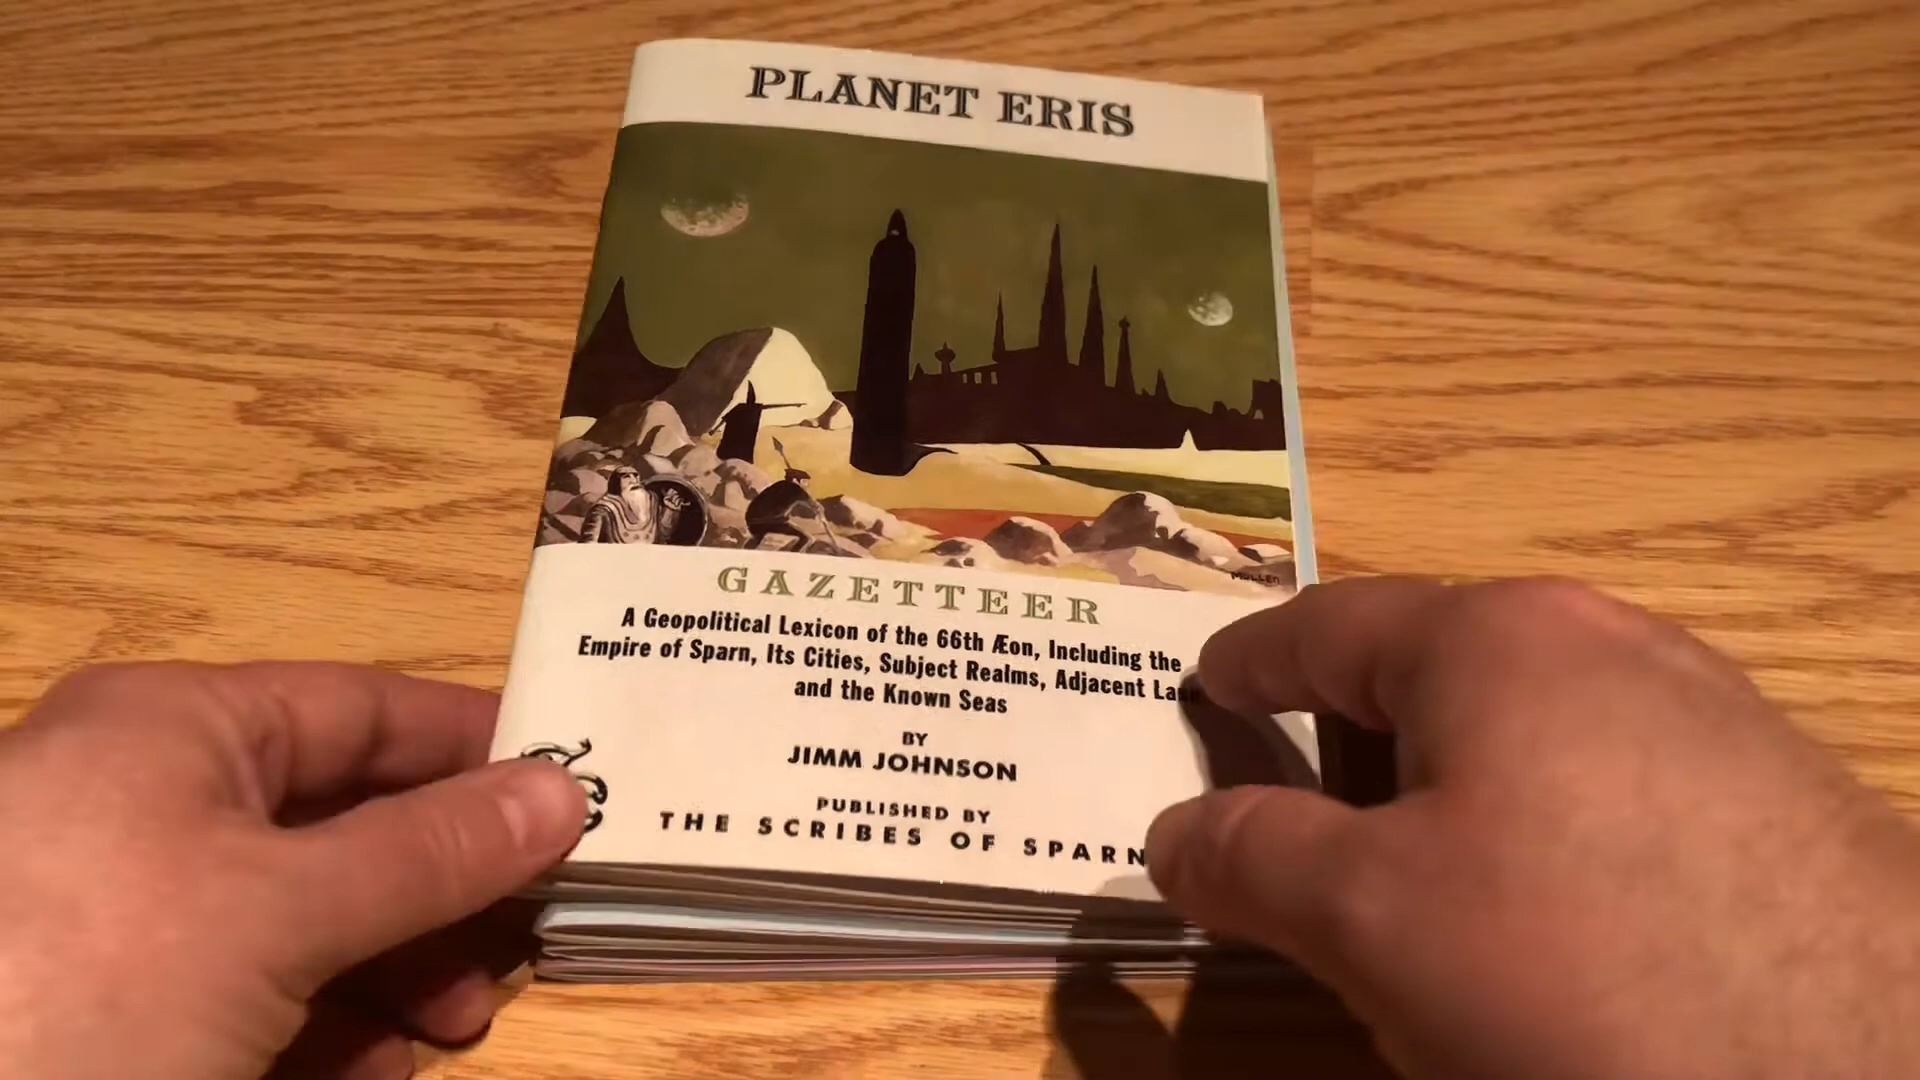 PLANET ERIS
MULLEN
GAZETTEER
A Geopolitical Lexicon of the 66th Æon, Including the
Empire of Sparn, Its Cities, Subject Realms, Adjacent
and the Known Seas
BY
JIMM JOHNSON
PUBLISHED BY
THE SCRIBES OF SPARN